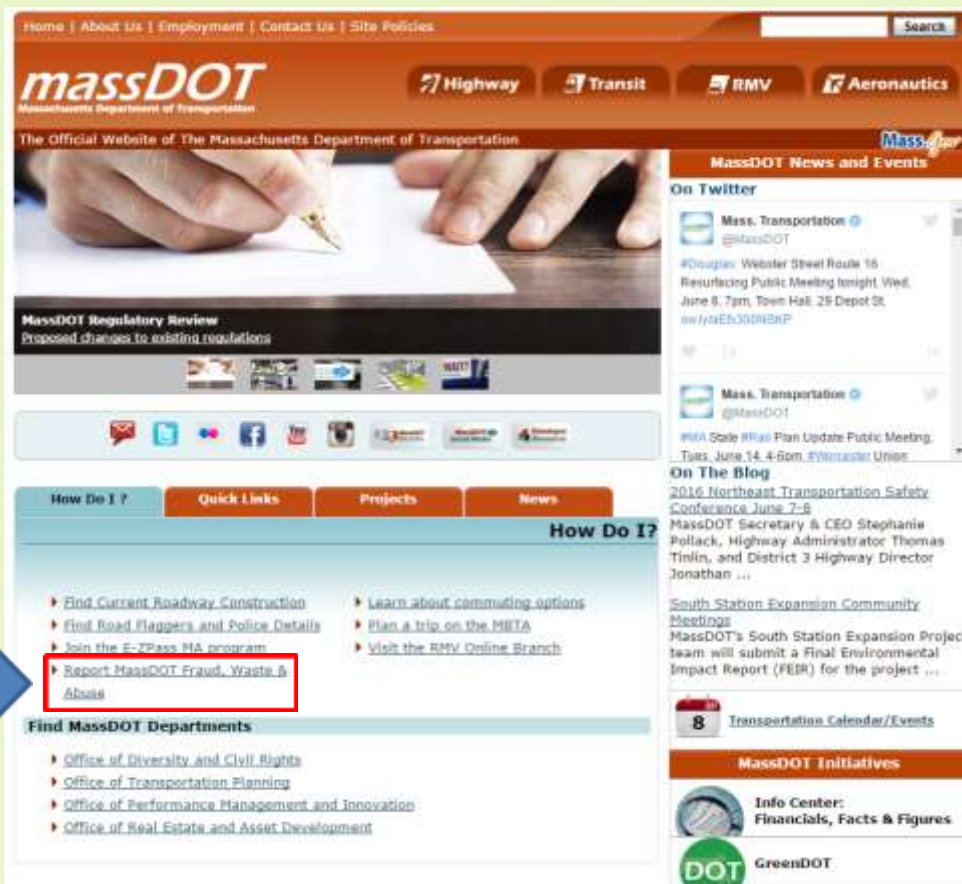 Home | About Us | Employment | Contact Us | Site Policies
Search
massDOT
Massachusetts Department of Transportation
Highway
Transit
RMV
Aeronautics
The Official Website of The Massachusetts Department of Transportation
Mass.Gov
MassDOT Regulatory Review
Proposed changes to existing regulations
WAIT?
You
How Do I ?
Quick Links
Projects
News
How Do I?
Find Current Roadway Construction
Find Road Flaggers and Police Details
Join the E-ZPass MA program
Report MassDOT Fraud, Waste &
Abuse
Learn about commuting options
Plan a trip on the MBTA
Visit the RMV Online Branch
Find MassDOT Departments
Office of Diversity and Civil Rights
Office of Transportation Planning
Office of Performance Management and Innovation
Office of Real Estate and Asset Development
MassDOT News and Events
On Twitter
Mass. Transportation
@MassDOT
#Douglas: Webster Street Route 16
Resurfacing Public Meeting tonight, Wed,
June 8, 7pm, Town Hall, 29 Depot St.
Mass. Transportation
@MassDOT
#MA State #Rail Plan Update Public Meeting,
Tues, June 14, 4-6pm, #Worcester Union
On The Blog
2016 Northeast Transportation Safety
Conference June 7-8
MassDOT Secretary & CEO Stephanie
Pollack, Highway Administrator Thomas
Tinlin, and District 3 Highway Director
Jonathan ...
South Station Expansion Community
Meetings
MassDOT's South Station Expansion Projec
team will submit a Final Environmental
Impact Report (FEIR) for the project ...
8
Transportation Calendar/Events
MassDOT Initiatives
Info Center:
Financials, Facts & Figures
DOT
GreenDOT